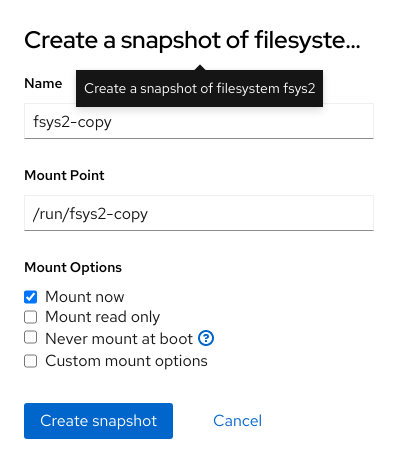 Create a snapshot of filesyste...
Name
Create a snapshot of filesystem fsys2
fsys2-copy
Mount Point
/run/fsys2-copy
Mount Options
Mount now
Mount read only
Never mount at boot ?
Custom mount options
Create snapshot Cancel